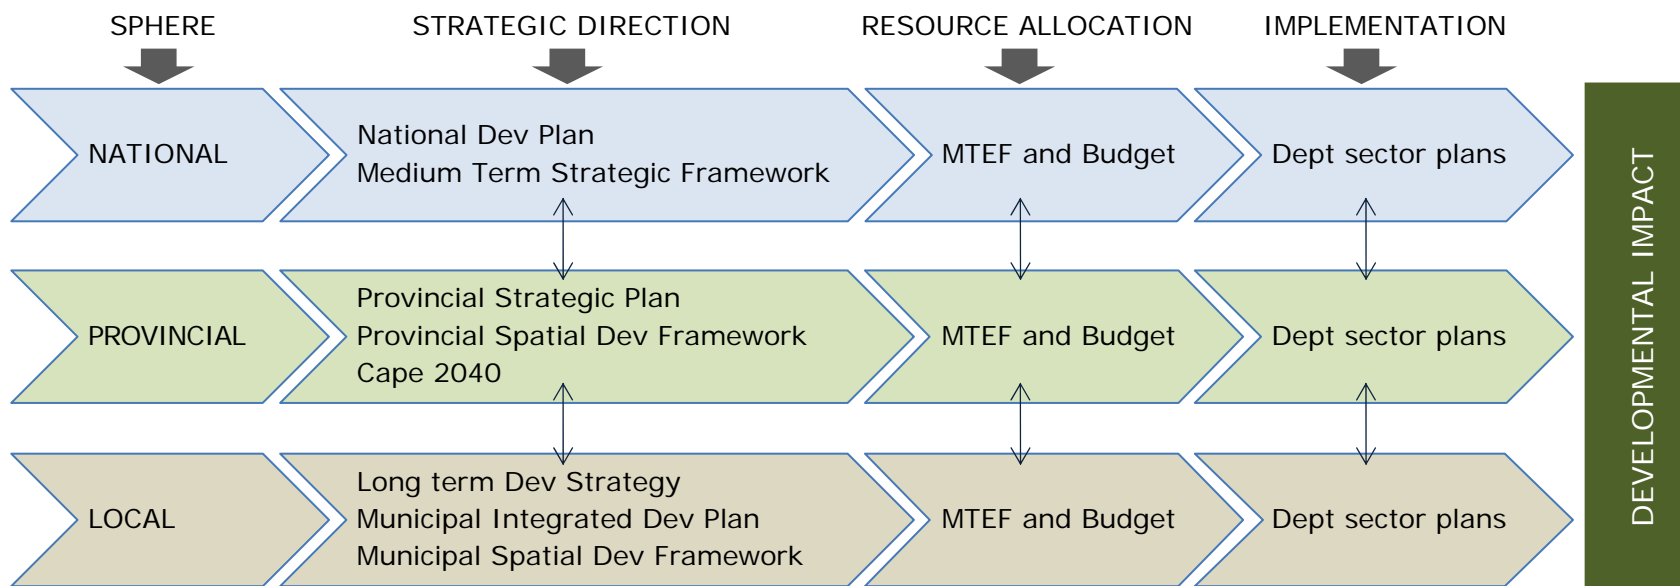 SPHERE
STRATEGIC DIRECTION
RESOURCE ALLOCATION
IMPLEMENTATION
NATIONAL
National Dev Plan
Medium Term Strategic Framework
MTEF and Budget
Dept sector plans
PROVINCIAL
Provincial Strategic Plan
Provincial Spatial Dev Framework
Cape 2040
MTEF and Budget
Dept sector plans
LOCAL
Long term Dev Strategy
Municipal Integrated Dev Plan
Municipal Spatial Dev Framework
MTEF and Budget
Dept sector plans
DEVELOPMENTAL IMPACT